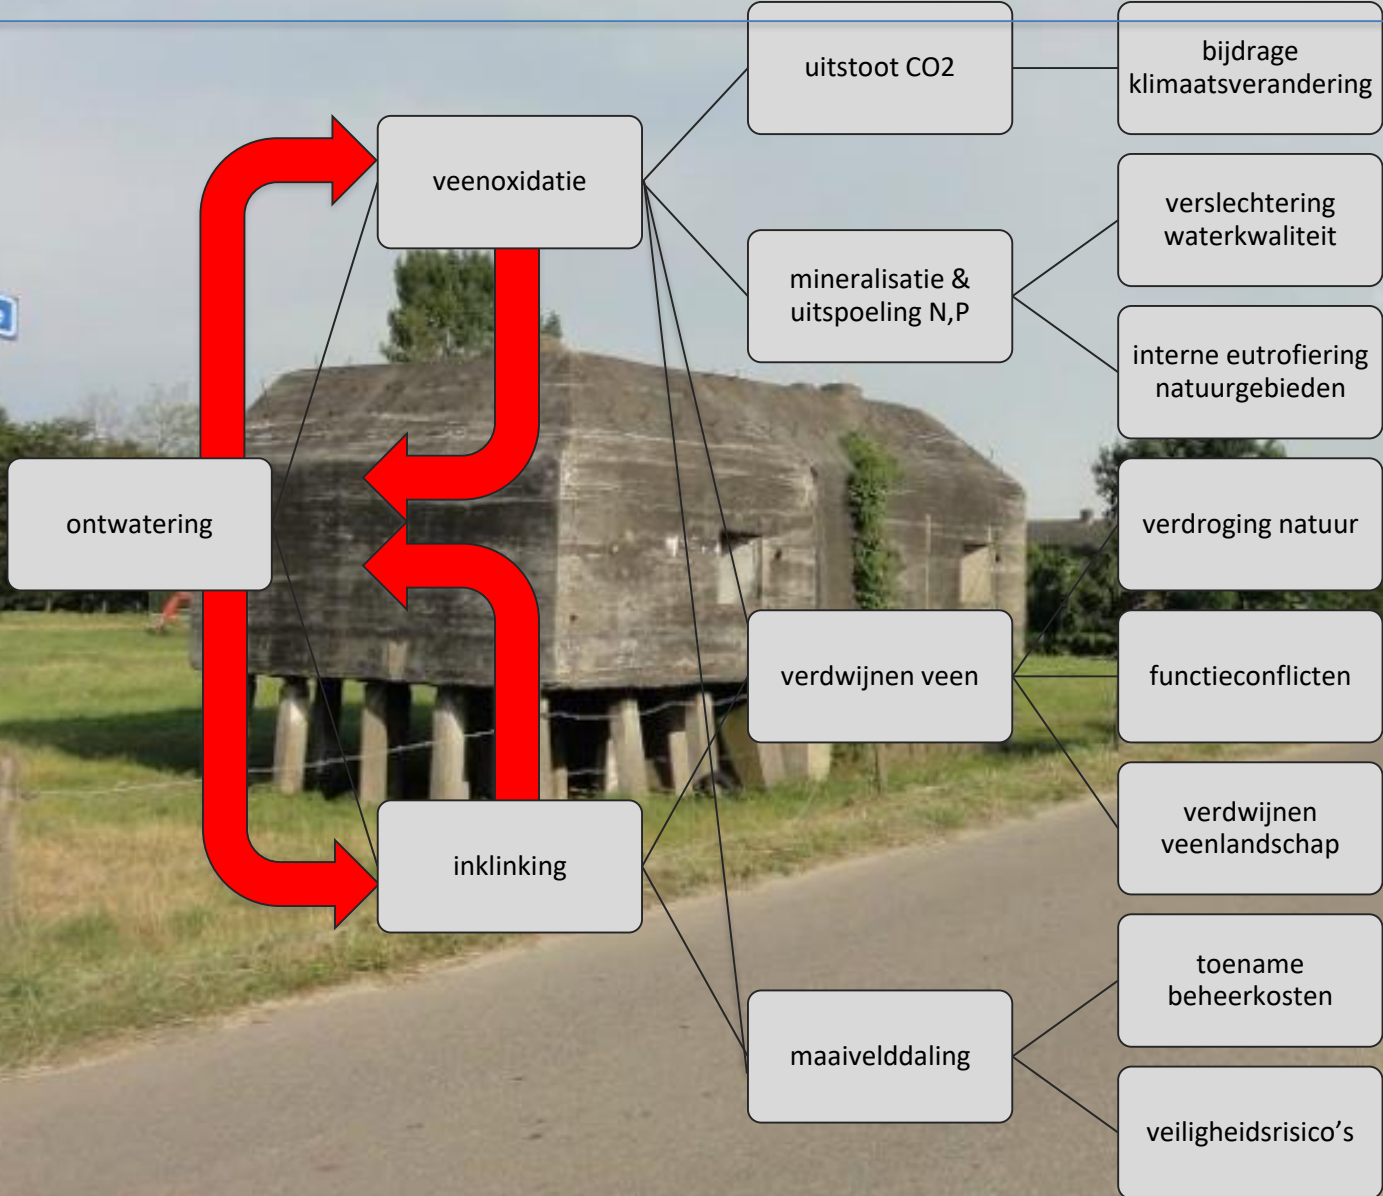 ontwatering
veenoxidatie
inklinking
uitstoot CO2
mineralisatie &
uitspoeling N,P
verdwijnen veen
maaivelddaling
bijdrage
klimaatsverandering
verslechtering
waterkwaliteit
interne eutrofiering
natuurgebieden
verdroging natuur
functieconflicten
verdwijnen
veenlandschap
toename
beheerkosten
veiligheidsrisico’s